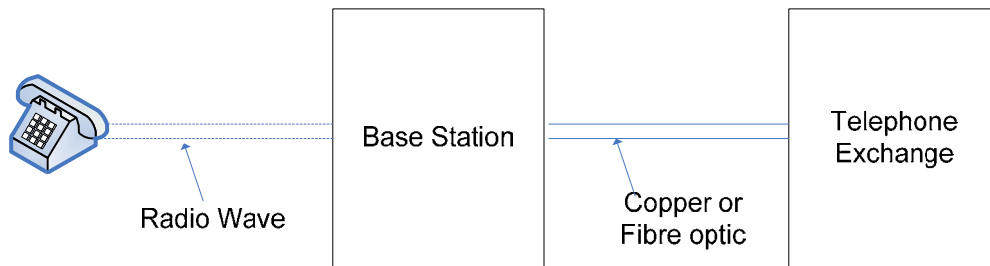 Base Station
Telephone
Exchange
Radio Wave
Copper or
Fibre optic